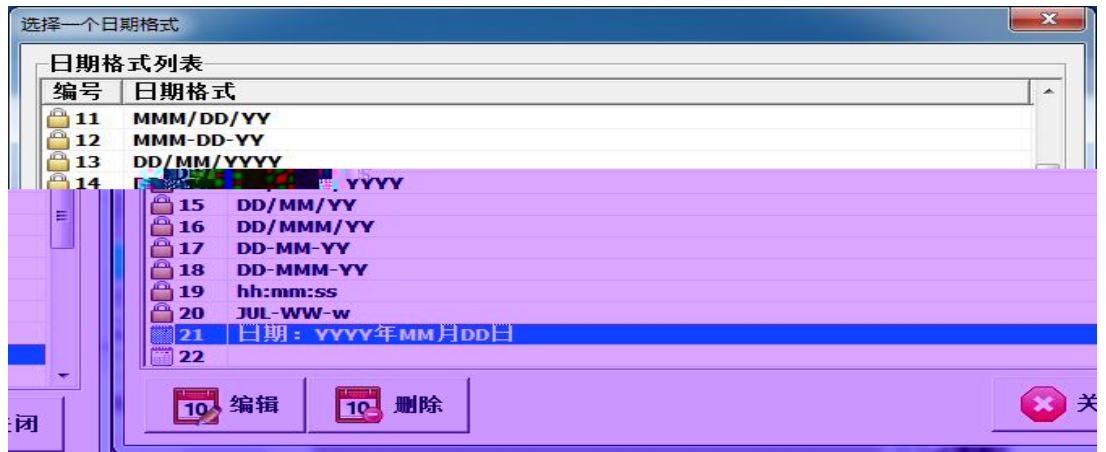 选择一个日期格式
日期格式列表
编号 日期格式
11 MMM/DD/YY
12 MMM-DD-YY
13 DD/MM/YYYY
14 YYYY
15 DD/MM/YY
16 DD/MMM/YY
17 DD-MM-YY
18 DD-MMM-YY
19 hh:mm:ss
20 JUL-WW-w
21 日期：YYYY年MM月DD日
22
编辑 删除 关
闭